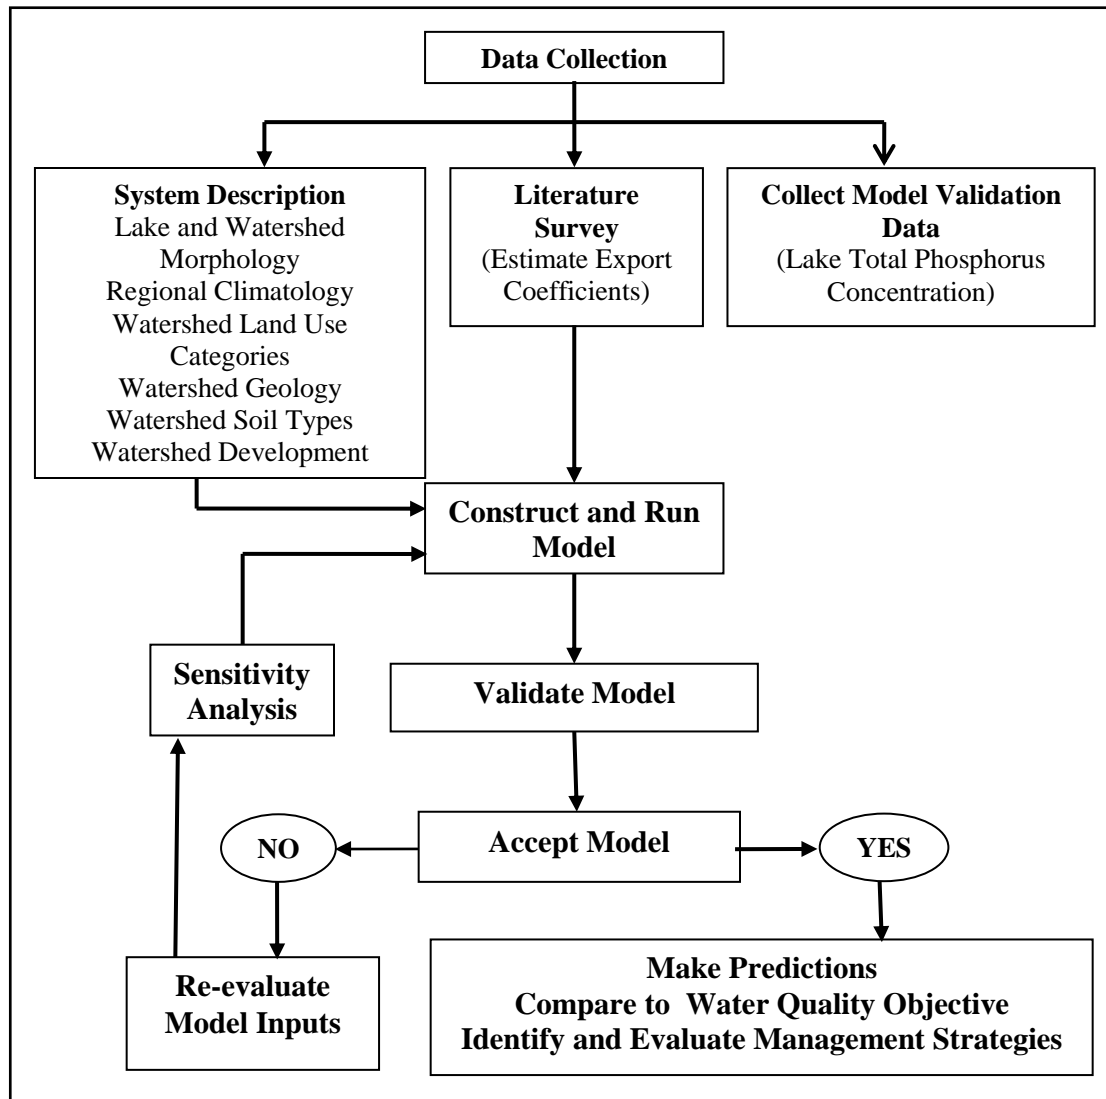 Data Collection
System Description
Lake and Watershed
Morphology
Regional Climatology
Watershed Land Use
Categories
Watershed Geology
Watershed Soil Types
Watershed Development
Literature
Survey
(Estimate Export
Coefficients)
Collect Model Validation
Data
(Lake Total Phosphorus
Concentration)
Construct and Run
Model
Sensitivity
Analysis
Validate Model
Accept Model
NO
YES
Re-evaluate
Model Inputs
Make Predictions
Compare to  Water Quality Objective
Identify and Evaluate Management Strategies